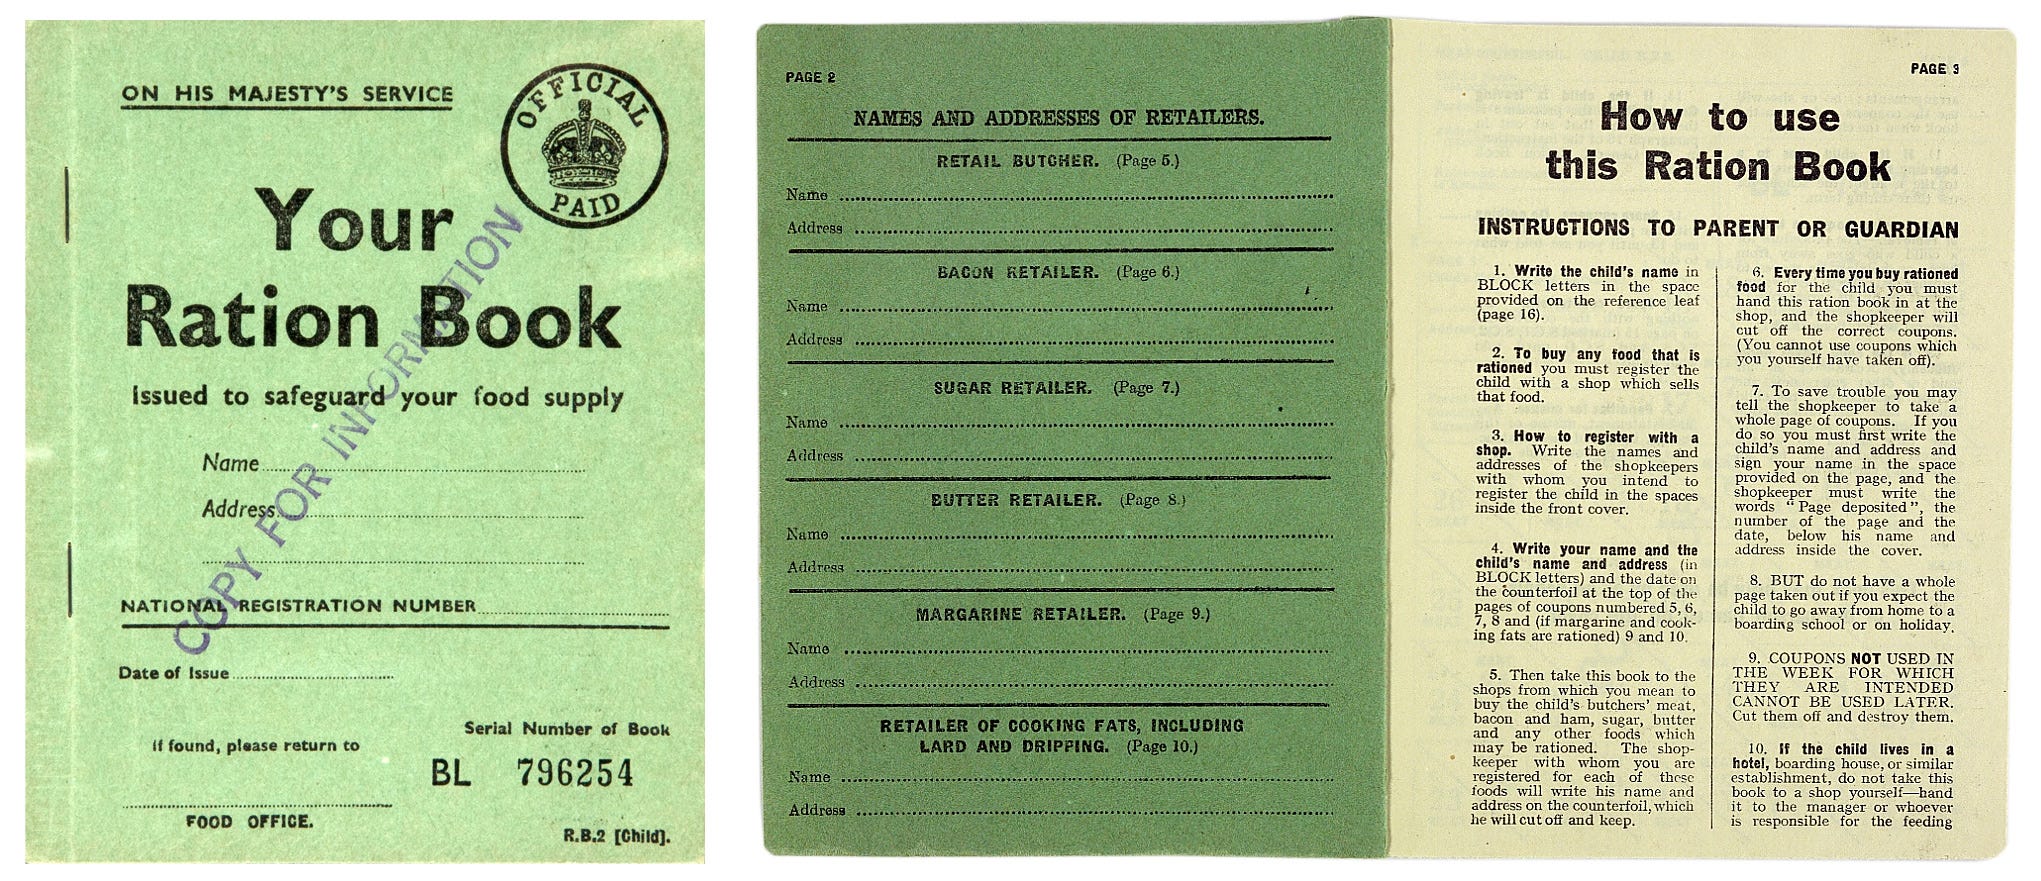 ON HIS MAJESTY'S SERVICE
OFFICIAL
PAID
Your
Ration Book
Issued to safeguard your food supply
Name
Address
NATIONAL REGISTRATION NUMBER
Date of Issue
Serial Number of Book
If found, please return to
BL 796254
FOOD OFFICE.
R.B.2 [Child].
COPY FOR INFORMATION
PAGE 2
NAMES AND ADDRESSES OF RETAILERS.
RETAIL BUTCHER. (Page 5.)
Name
Address
BACON RETAILER. (Page 6.)
Name
Address
SUGAR RETAILER. (Page 7.)
Name
Address
BUTTER RETAILER. (Page 8.)
Name
Address
MARGARINE RETAILER. (Page 9.)
Name
Address
RETAILER OF COOKING FATS, INCLUDING
LARD AND DRIPPING. (Page 10.)
Name
Address
PAGE 3
How to use
this Ration Book
INSTRUCTIONS TO PARENT OR GUARDIAN
1. Write the child's name in
BLOCK letters in the space
provided on the reference leaf
(page 16).
2. To buy any food that is
rationed you must register the
child with a shop which sells
that food.
3. How to register with a
shop. Write the names and
addresses of the shopkeepers
with whom you intend to
register the child in the spaces
inside the front cover.
4. Write your name and the
child's name and address (in
BLOCK letters) and the date on
the counterfoil at the top of the
pages of coupons numbered 5, 6,
7, 8 and (if margarine and cook-
ing fats are rationed) 9 and 10.
5. Then take this book to the
shops from which you mean to
buy the child's butchers' meat,
bacon and ham, sugar, butter
and any other foods which
may be rationed. The shop-
keeper with whom you are
registered for each of these
foods will write his name and
address on the counterfoil, which
he will cut off and keep.
6. Every time you buy rationed
food for the child you must
hand this ration book in at the
shop, and the shopkeeper will
cut off the correct coupons.
(You cannot use coupons which
you yourself have taken off).
7. To save trouble you may
tell the shopkeeper to take a
whole page of coupons. If you
do so you must first write the
child's name and address and
sign your name in the space
provided on the page, and the
shopkeeper must write the
words "Page deposited", the
number of the page and the
date, below his name and
address inside the cover.
8. BUT do not have a whole
page taken out if you expect the
child to go away from home to a
boarding school or on holiday.
9. COUPONS NOT USED IN
THE WEEK FOR WHICH
THEY ARE INTENDED
CANNOT BE USED LATER.
Cut them off and destroy them.
10. If the child lives in a
hotel, boarding house, or similar
establishment, do not take this
book to a shop yourself—hand
it to the manager or whoever
is responsible for the feeding